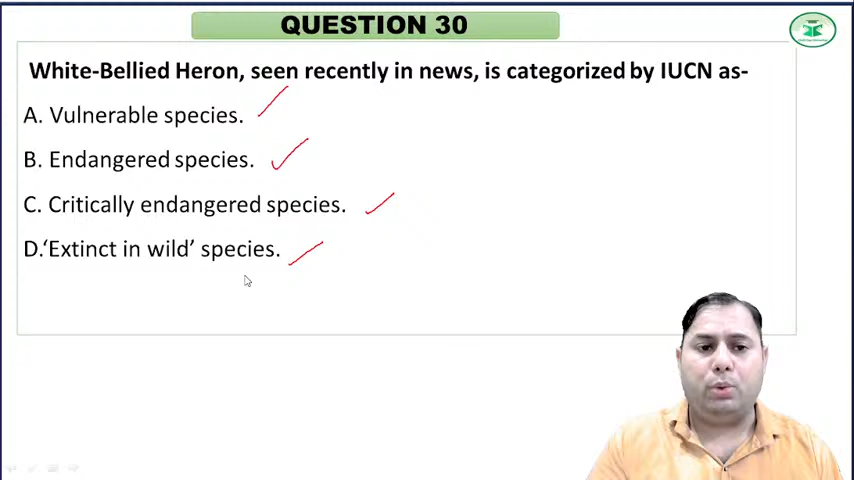 QUESTION 30
White-Bellied Heron, seen recently in news, is categorized by IUCN as-
A. Vulnerable species.
B. Endangered species.
C. Critically endangered species.
D.‘Extinct in wild’ species.